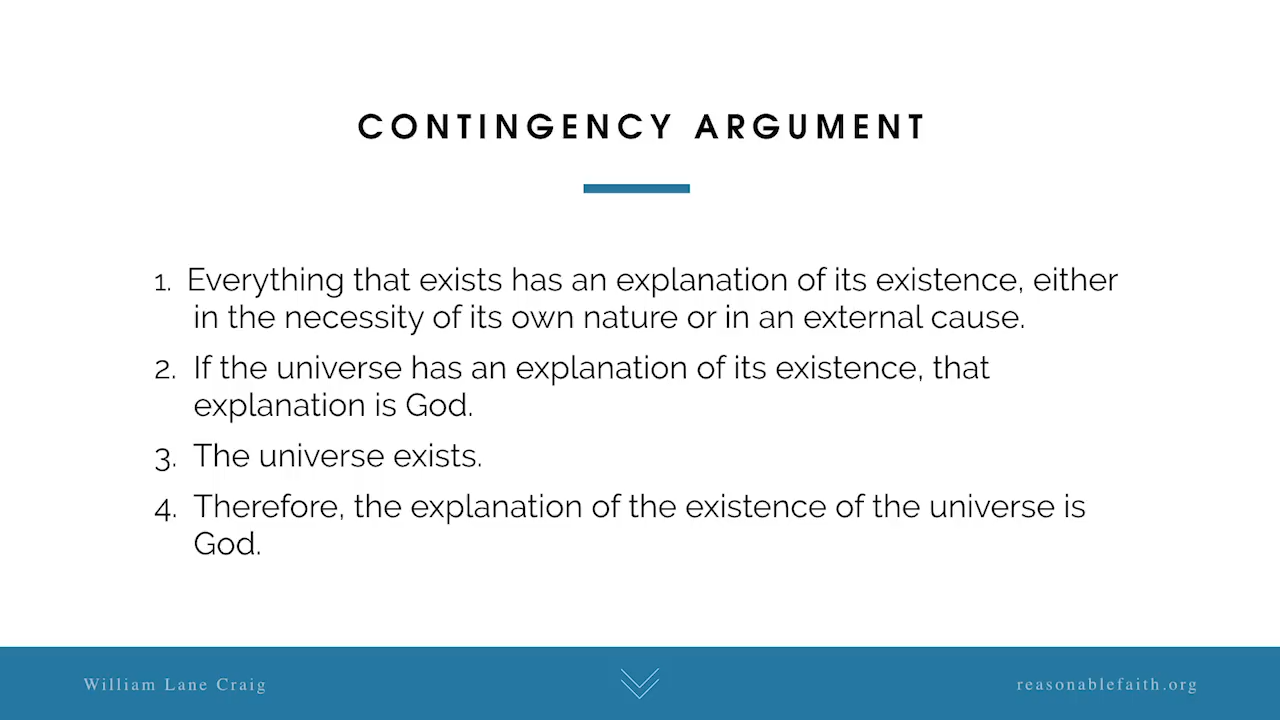 CONTINGENCY ARGUMENT
1. Everything that exists has an explanation of its existence, either
in the necessity of its own nature or in an external cause.
2. If the universe has an explanation of its existence, that
explanation is God.
3. The universe exists.
4. Therefore, the explanation of the existence of the universe is
God.
William Lane Craig
reasonablefaith.org